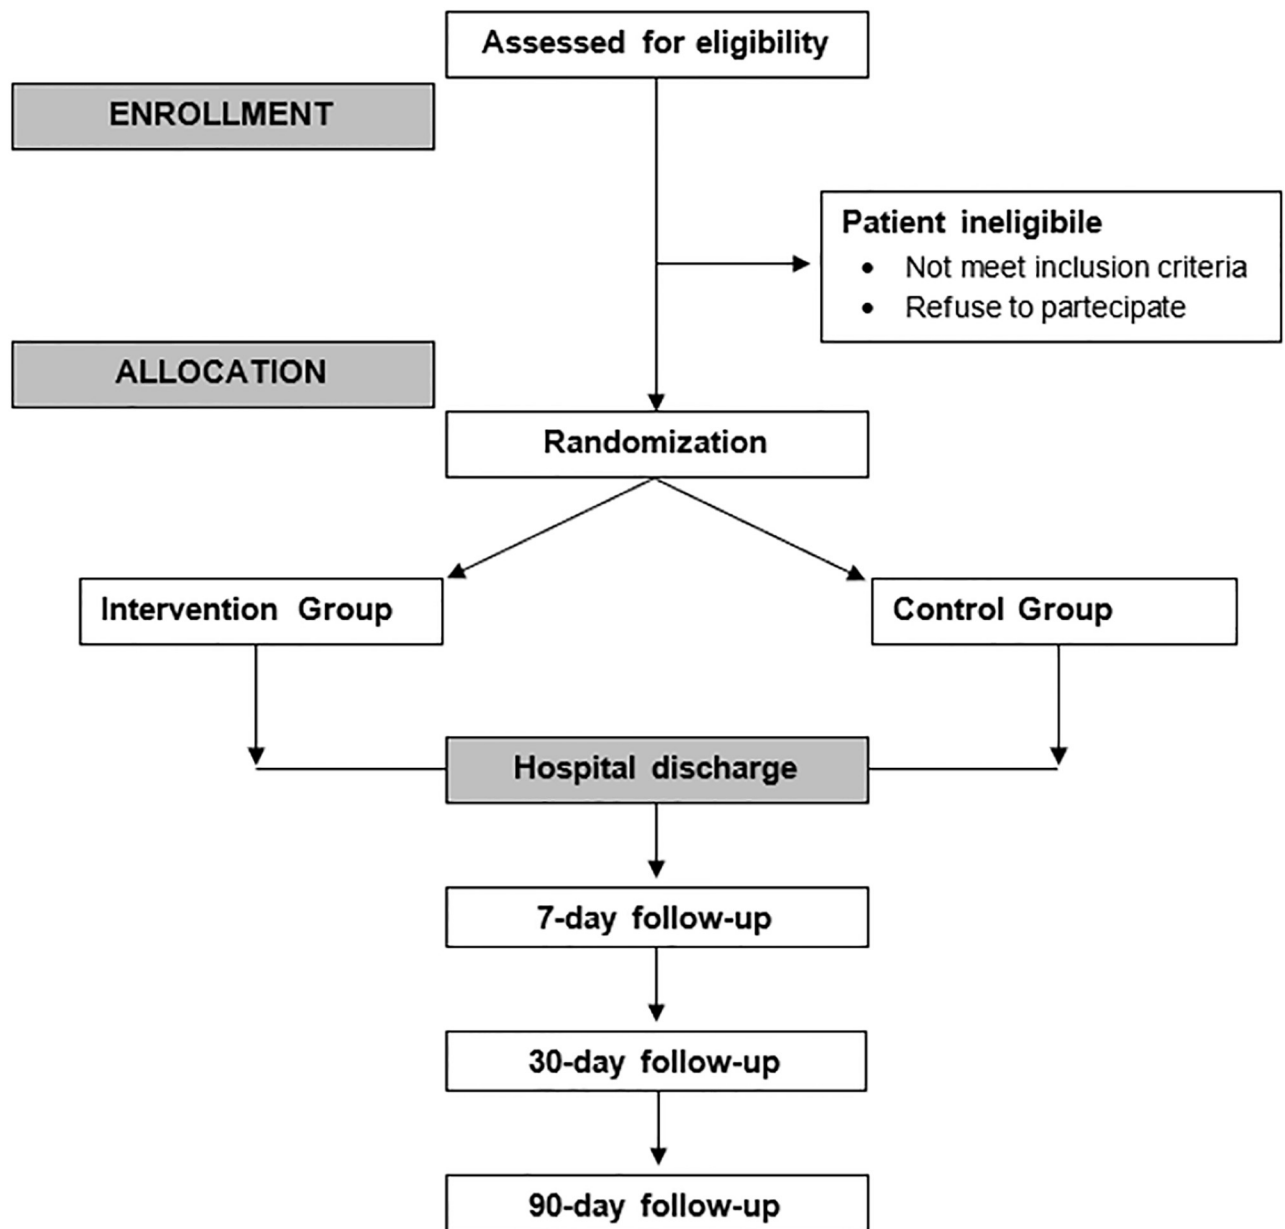 Assessed for eligibility
ENROLLMENT
Patient ineligibile
• Not meet inclusion criteria
• Refuse to partecipate
ALLOCATION
Randomization
Intervention Group
Control Group
Hospital discharge
7-day follow-up
30-day follow-up
90-day follow-up